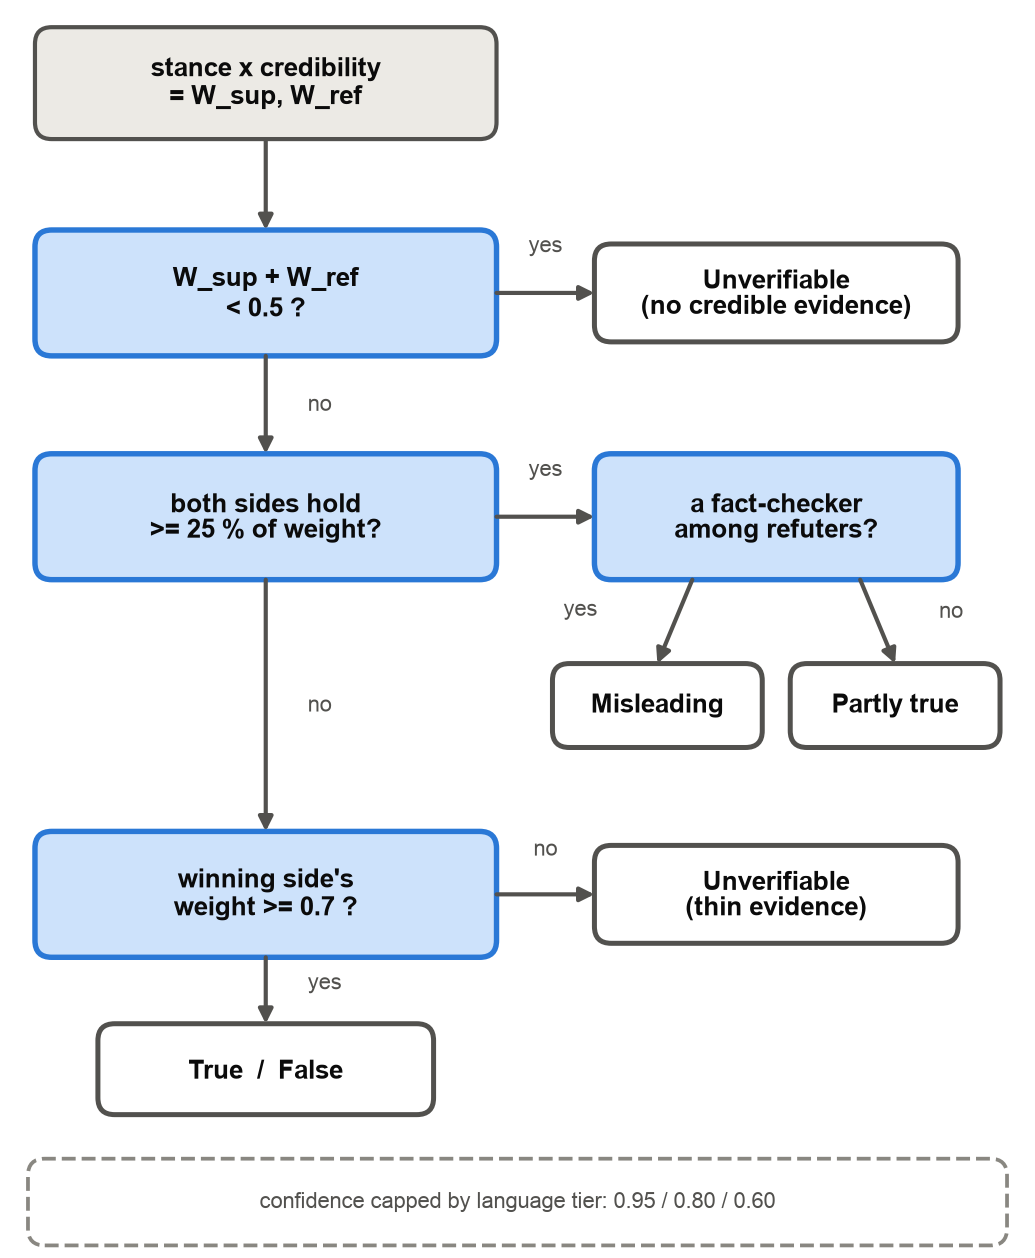 stance x credibility
= W_sup, W_ref
W_sup + W_ref
< 0.5 ?
yes
Unverifiable
(no credible evidence)
no
both sides hold
>= 25 % of weight?
yes
a fact-checker
among refuters?
yes
no
Misleading
Partly true
no
winning side's
weight >= 0.7 ?
no
Unverifiable
(thin evidence)
yes
True / False
confidence capped by language tier: 0.95 / 0.80 / 0.60